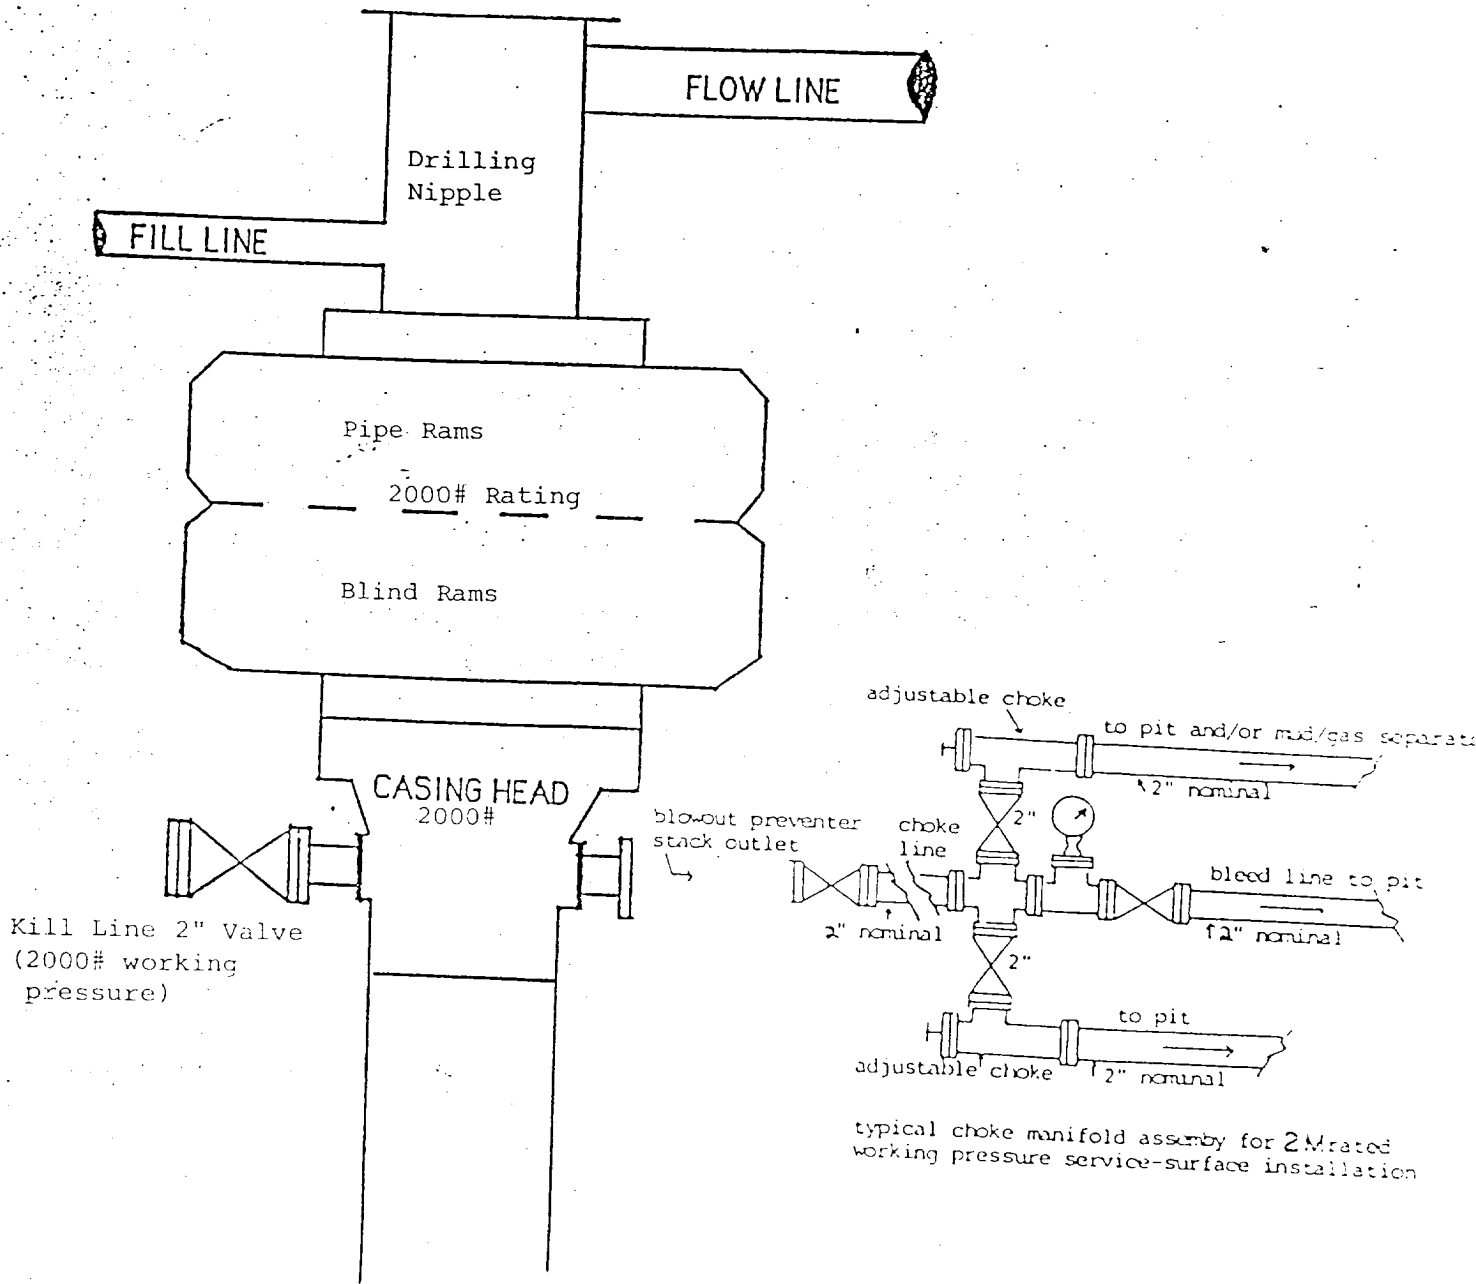 FLOW LINE
Drilling
Nipple
FILL LINE
Pipe Rams
2000# Rating
Blind Rams
CASING HEAD
2000#
Kill Line 2" Valve
(2000# working
pressure)
blowout preventer
stack outlet
choke
line
2" nominal
adjustable choke
to pit and/or mud/gas separato
2" nominal
2"
bleed line to pit
2" nominal
2"
to pit
adjustable choke
2" nominal
typical choke manifold assemby for 2M rated
working pressure service-surface installation